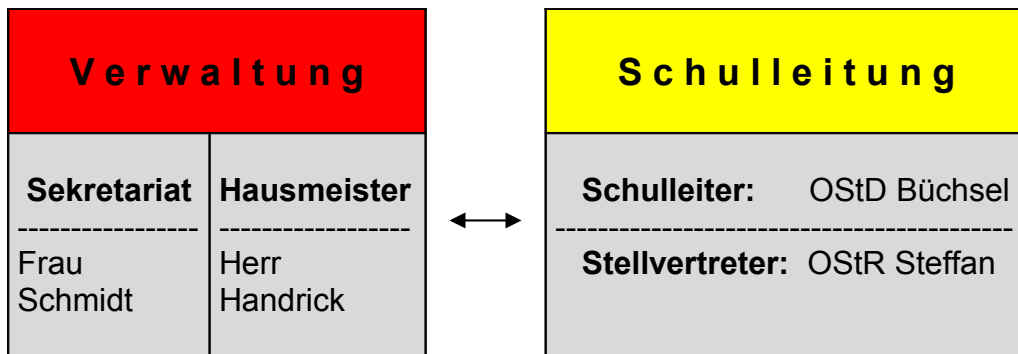 Verwaltung
Sekretariat
-----------------
Frau
Schmidt
Hausmeister
------------------
Herr
Handrick
Schulleitung
Schulleiter: OStD Büchsel
-------------------------------------------
Stellvertreter: OStR Steffan